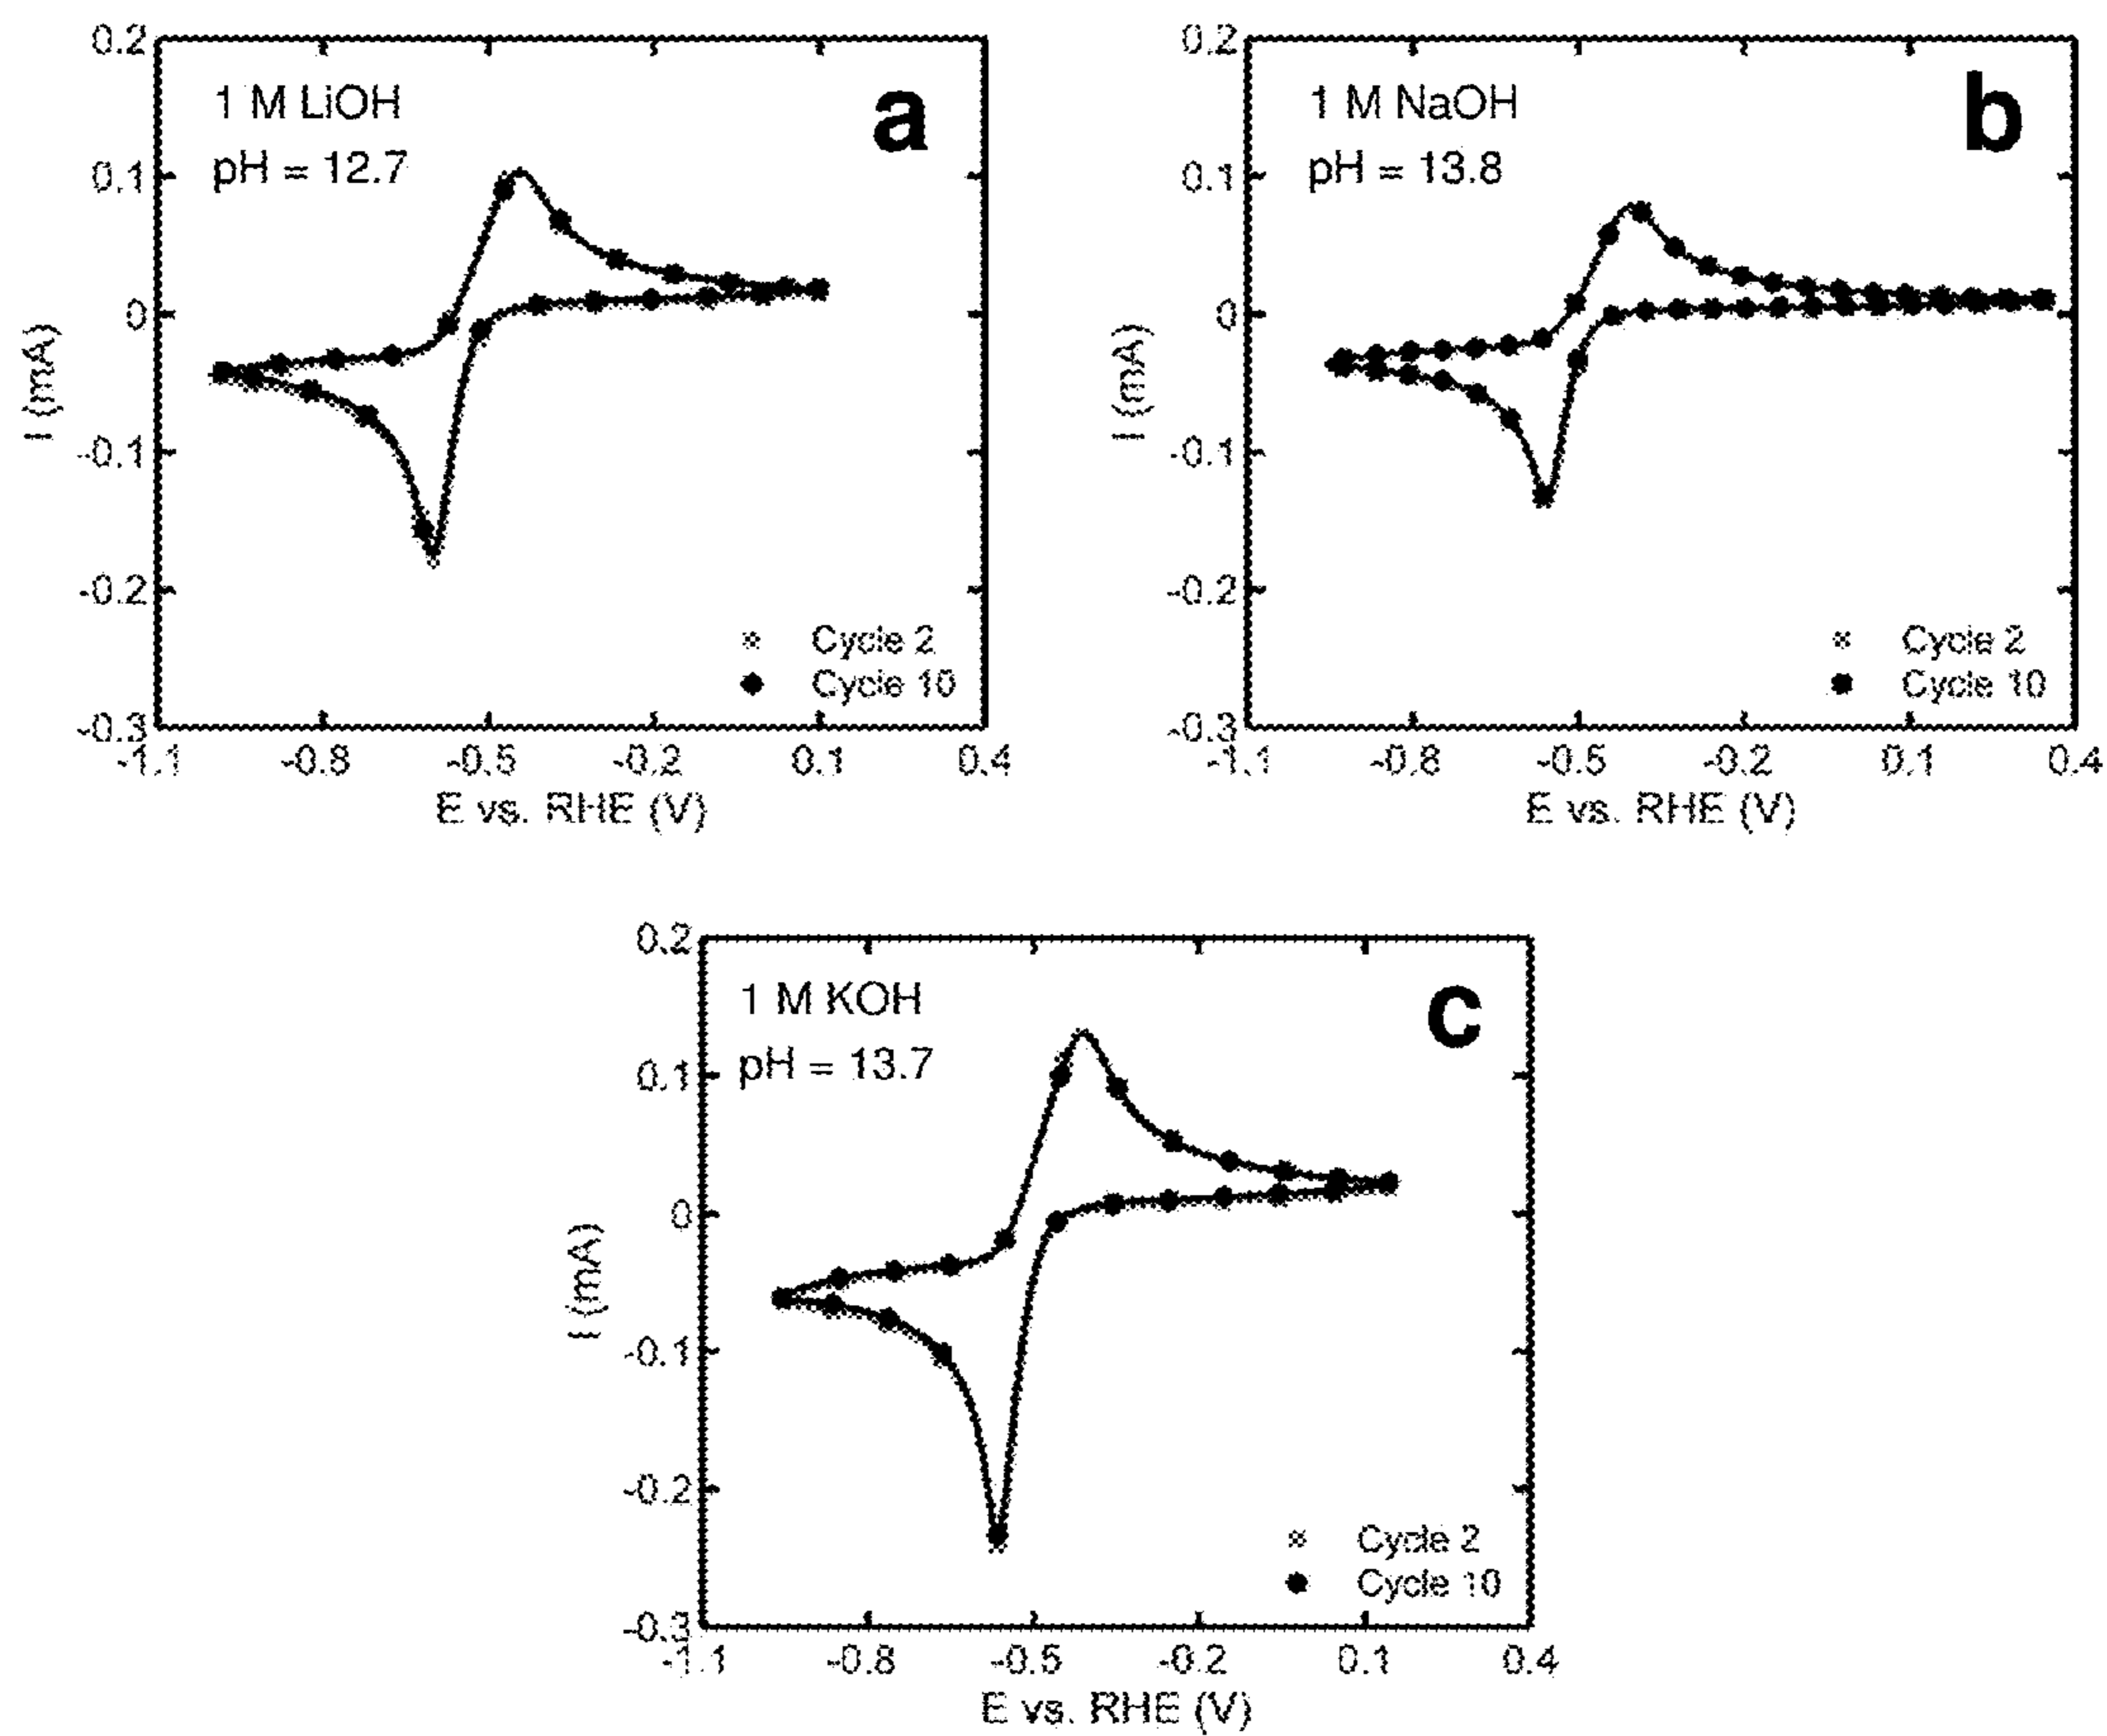 a
1 M LiOH
pH = 12.7
0.2
0.1
0
-0.1
-0.2
-0.3
I (mA)
Cycle 2
Cycle 10
-1.1 -0.8 -0.5 -0.2 0.1 0.4
E vs. RHE (V)
b
1 M NaOH
pH = 13.8
0.2
0.1
0
-0.1
-0.2
-0.3
I (mA)
Cycle 2
Cycle 10
-1.1 -0.8 -0.5 -0.2 0.1 0.4
E vs. RHE (V)
c
1 M KOH
pH = 13.7
0.2
0.1
0
-0.1
-0.2
-0.3
I (mA)
Cycle 2
Cycle 10
-1.1 -0.8 -0.5 -0.2 0.1 0.4
E vs. RHE (V)